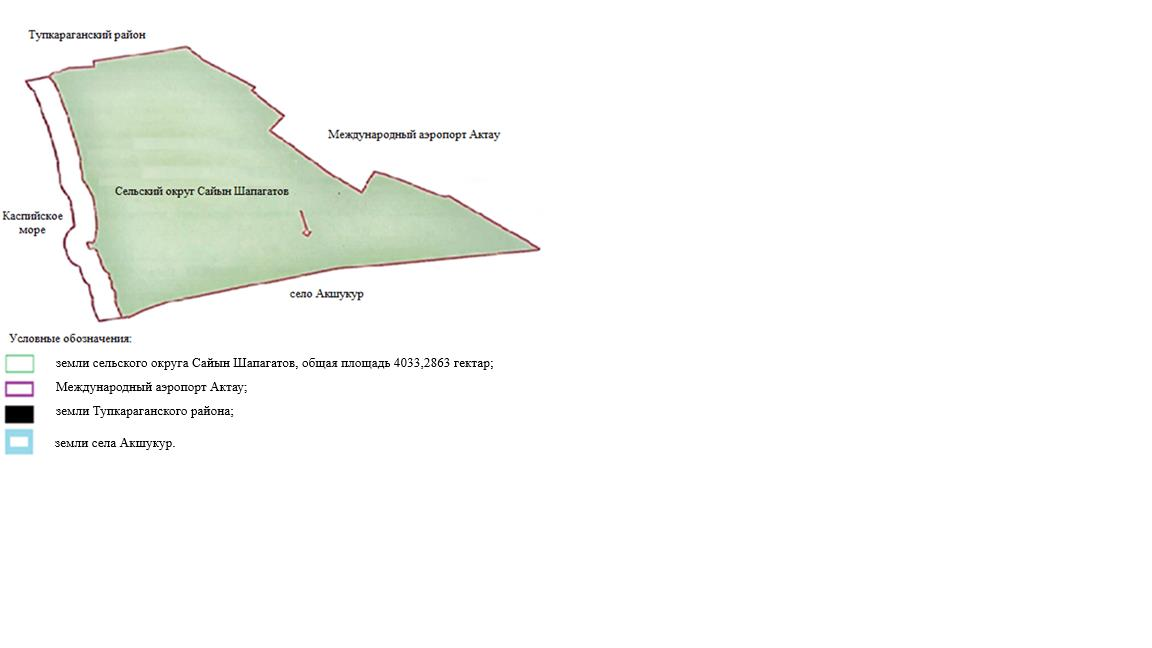 Тупкараганский район
Международный аэропорт Актау
Сельский округ Сайын Шапагатов
Каспийское
море
село Акшукур
Условные обозначения:
земли сельского округа Сайын Шапагатов, общая площадь 4033,2863 гектар;
Международный аэропорт Актау;
земли Тупкараганского района;
земли села Акшукур.